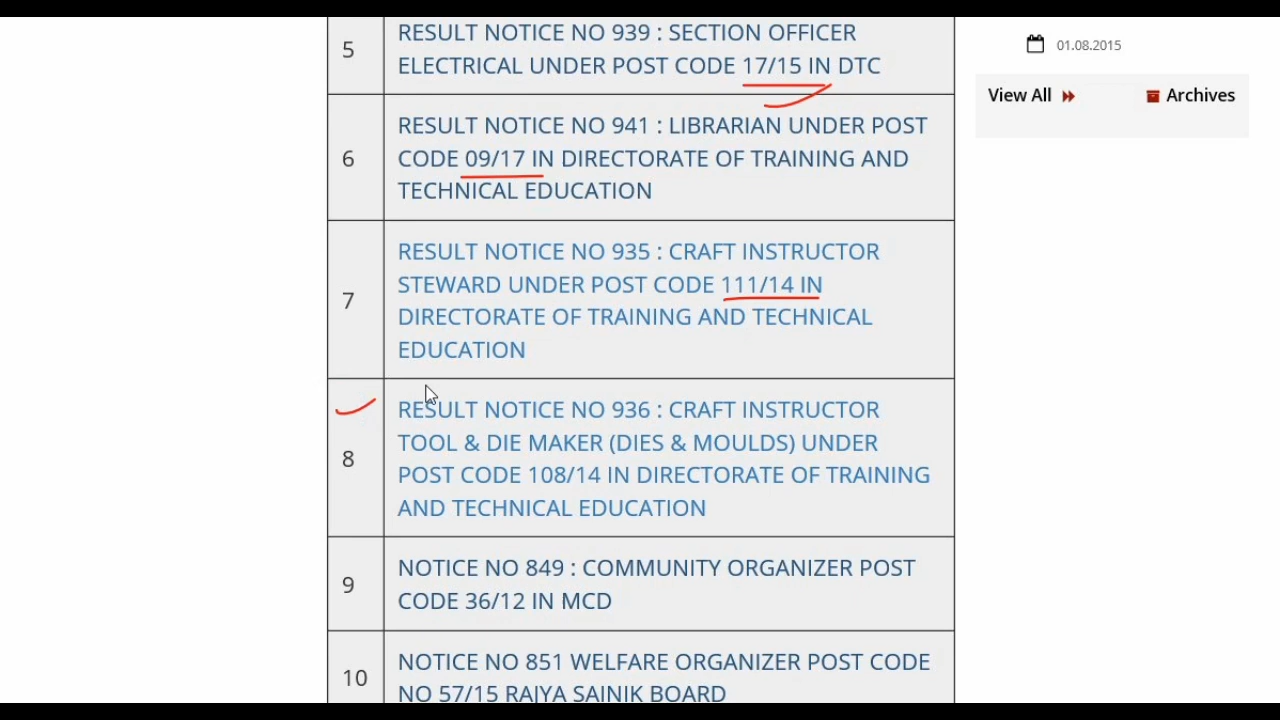 5
RESULT NOTICE NO 939 : SECTION OFFICER
ELECTRICAL UNDER POST CODE 17/15 IN DTC
6
RESULT NOTICE NO 941 : LIBRARIAN UNDER POST
CODE 09/17 IN DIRECTORATE OF TRAINING AND
TECHNICAL EDUCATION
7
RESULT NOTICE NO 935 : CRAFT INSTRUCTOR
STEWARD UNDER POST CODE 111/14 IN
DIRECTORATE OF TRAINING AND TECHNICAL
EDUCATION
8
RESULT NOTICE NO 936 : CRAFT INSTRUCTOR
TOOL & DIE MAKER (DIES & MOULDS) UNDER
POST CODE 108/14 IN DIRECTORATE OF TRAINING
AND TECHNICAL EDUCATION
9
NOTICE NO 849 : COMMUNITY ORGANIZER POST
CODE 36/12 IN MCD
10
NOTICE NO 851 WELFARE ORGANIZER POST CODE
NO 57/15 RAJYA SAINIK BOARD
01.08.2015
View All
Archives